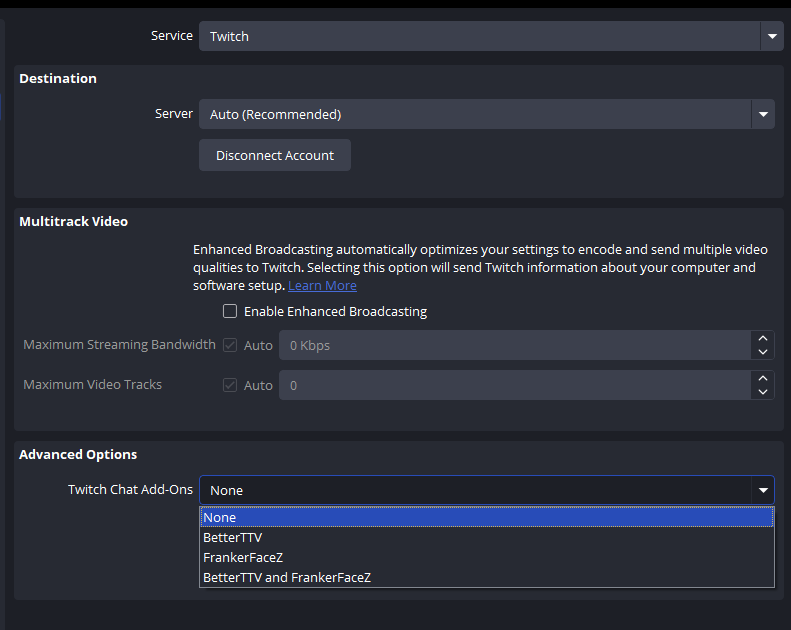 Service Twitch
Destination
Server Auto (Recommended)
Disconnect Account
Multitrack Video
Enhanced Broadcasting automatically optimizes your settings to encode and send multiple video
qualities to Twitch. Selecting this option will send Twitch information about your computer and
software setup. Learn More
Enable Enhanced Broadcasting
Maximum Streaming Bandwidth Auto 0 Kbps
Maximum Video Tracks Auto 0
Advanced Options
Twitch Chat Add-Ons None
None
BetterTTV
FrankerFaceZ
BetterTTV and FrankerFaceZ